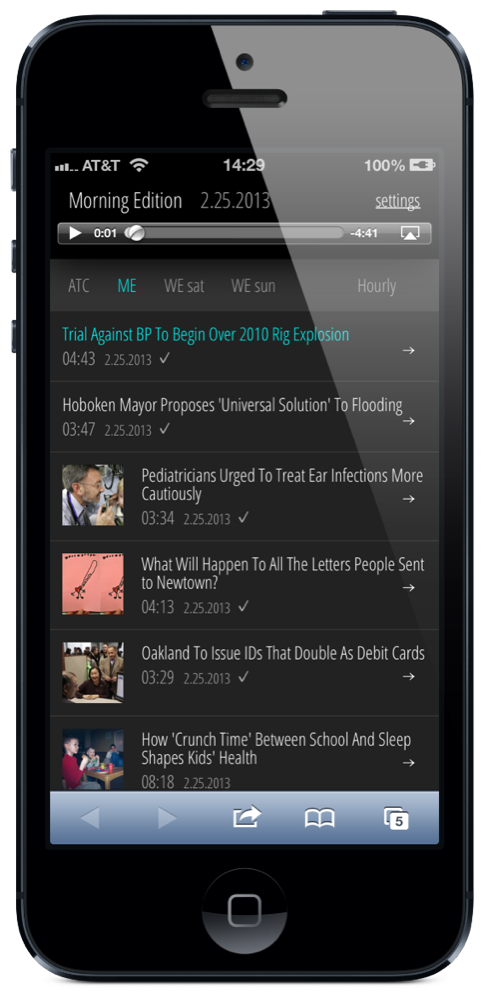 AT&T 14:29 100%
Morning Edition 2.25.2013 settings
0:01 -4:41
ATC ME WE sat WE sun Hourly
Trial Against BP To Begin Over 2010 Rig Explosion
04:43 2.25.2013 ✓
Hoboken Mayor Proposes 'Universal Solution' To Flooding
03:47 2.25.2013 ✓
Pediatricians Urged To Treat Ear Infections More
Cautiously
03:34 2.25.2013 ✓
What Will Happen To All The Letters People Sent
to Newtown?
04:13 2.25.2013 ✓
Oakland To Issue IDs That Double As Debit Cards
03:29 2.25.2013 ✓
How 'Crunch Time' Between School And Sleep
Shapes Kids' Health
08:18 2.25.2013
5